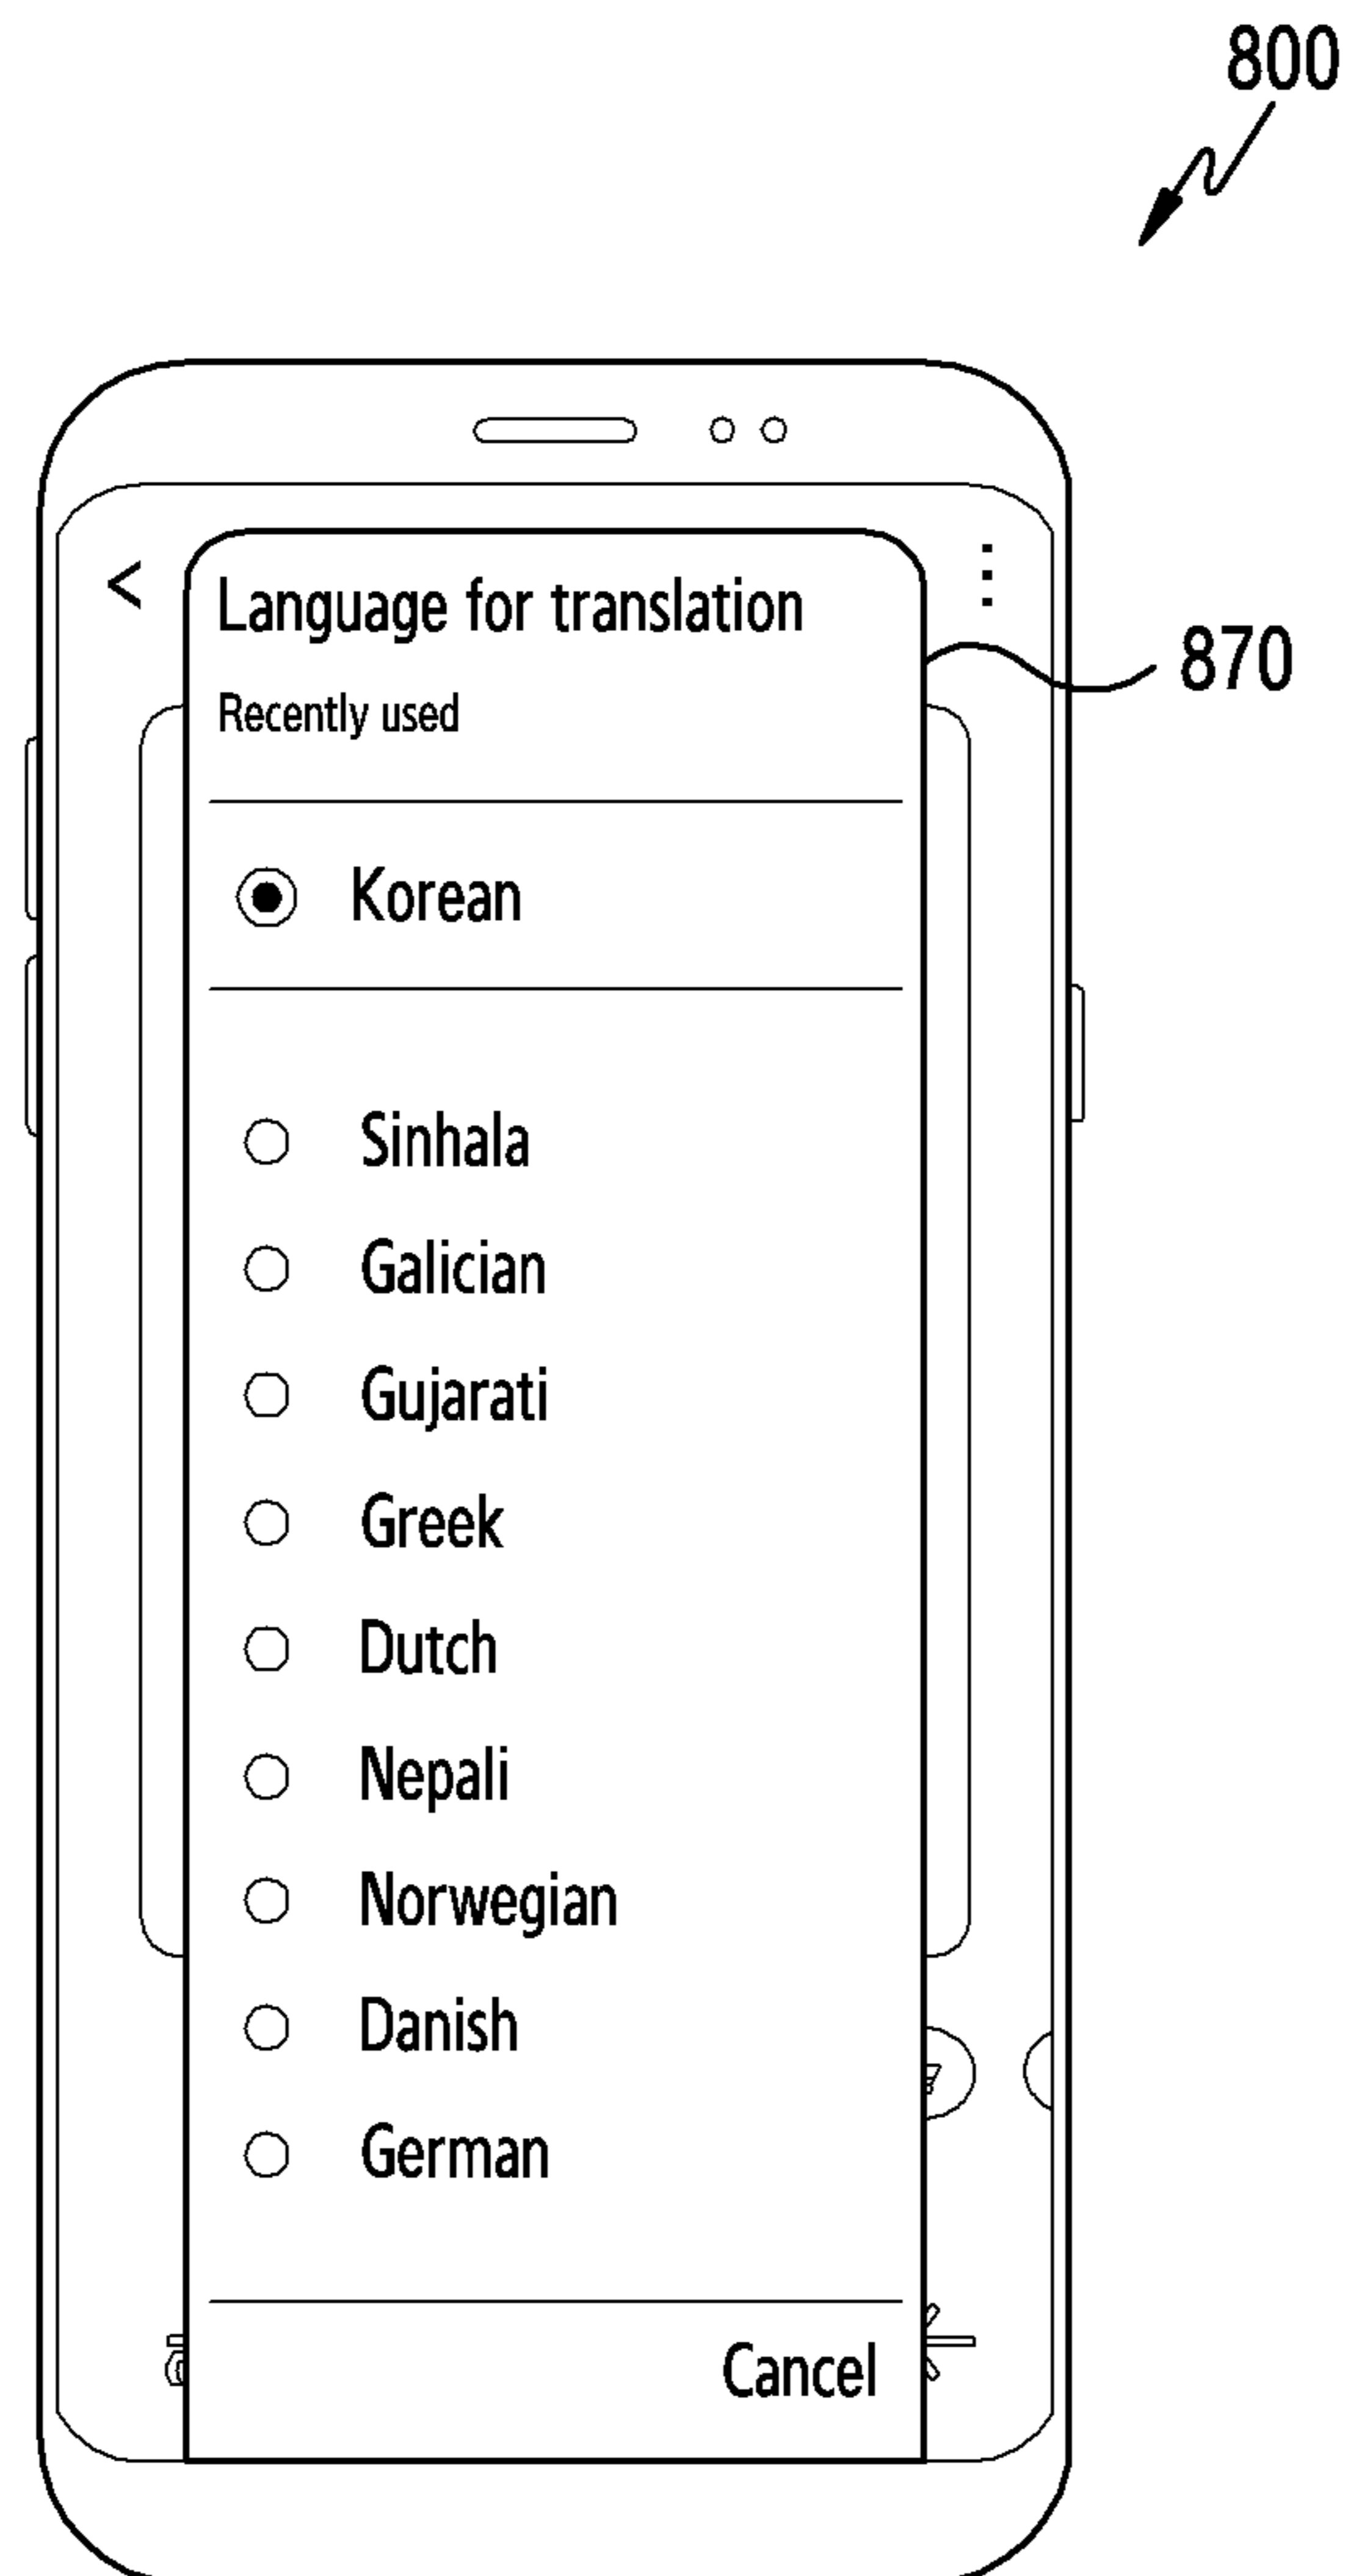 800
<
⋮
Language for translation
870
Recently used
Korean
Sinhala
Galician
Gujarati
Greek
Dutch
Nepali
Norwegian
Danish
German
Cancel